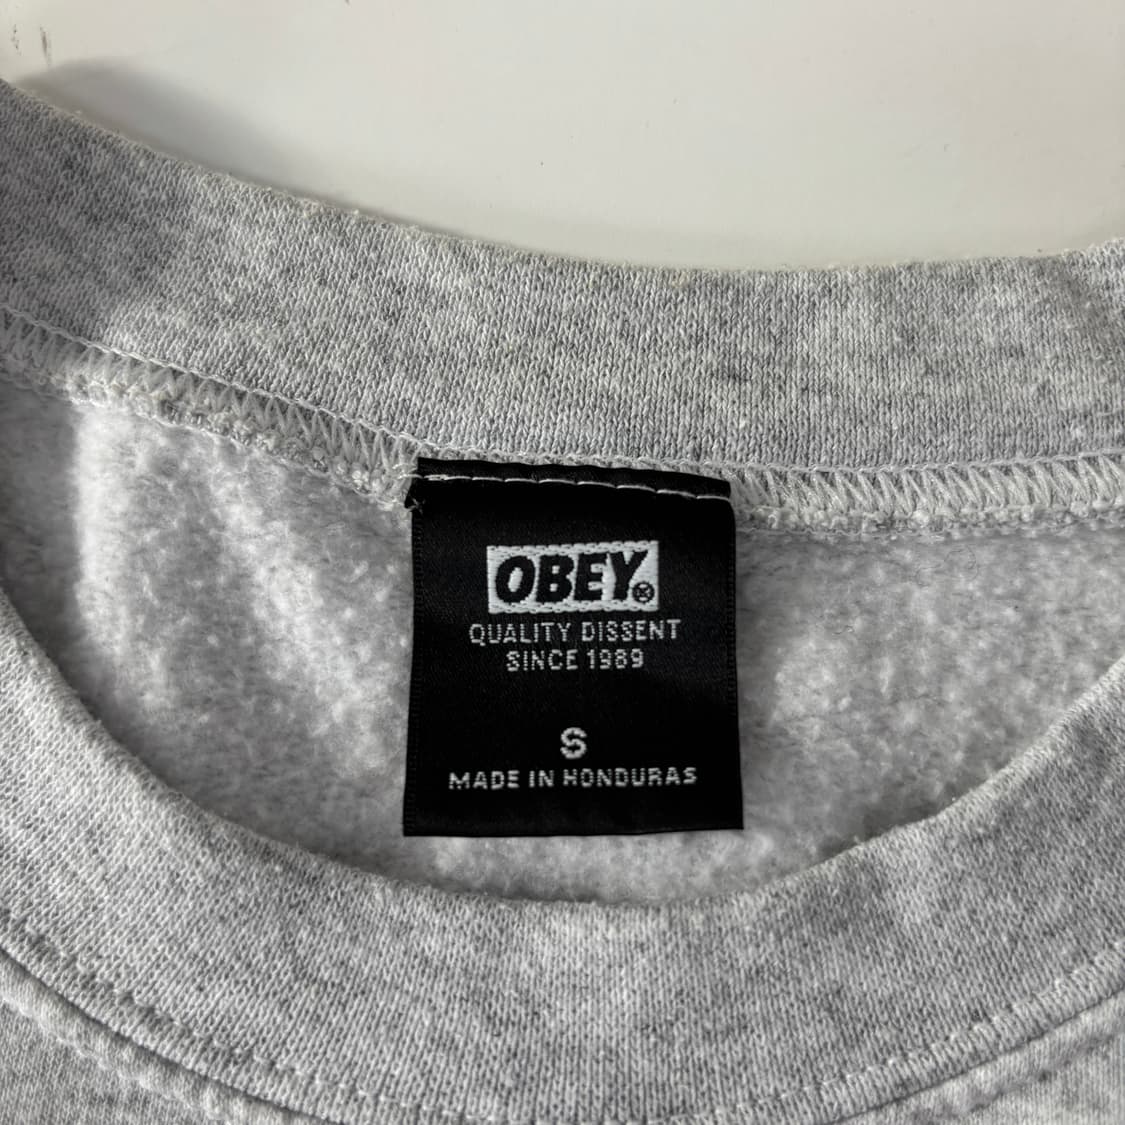 OBEY®
QUALITY DISSENT
SINCE 1989
S
MADE IN HONDURAS